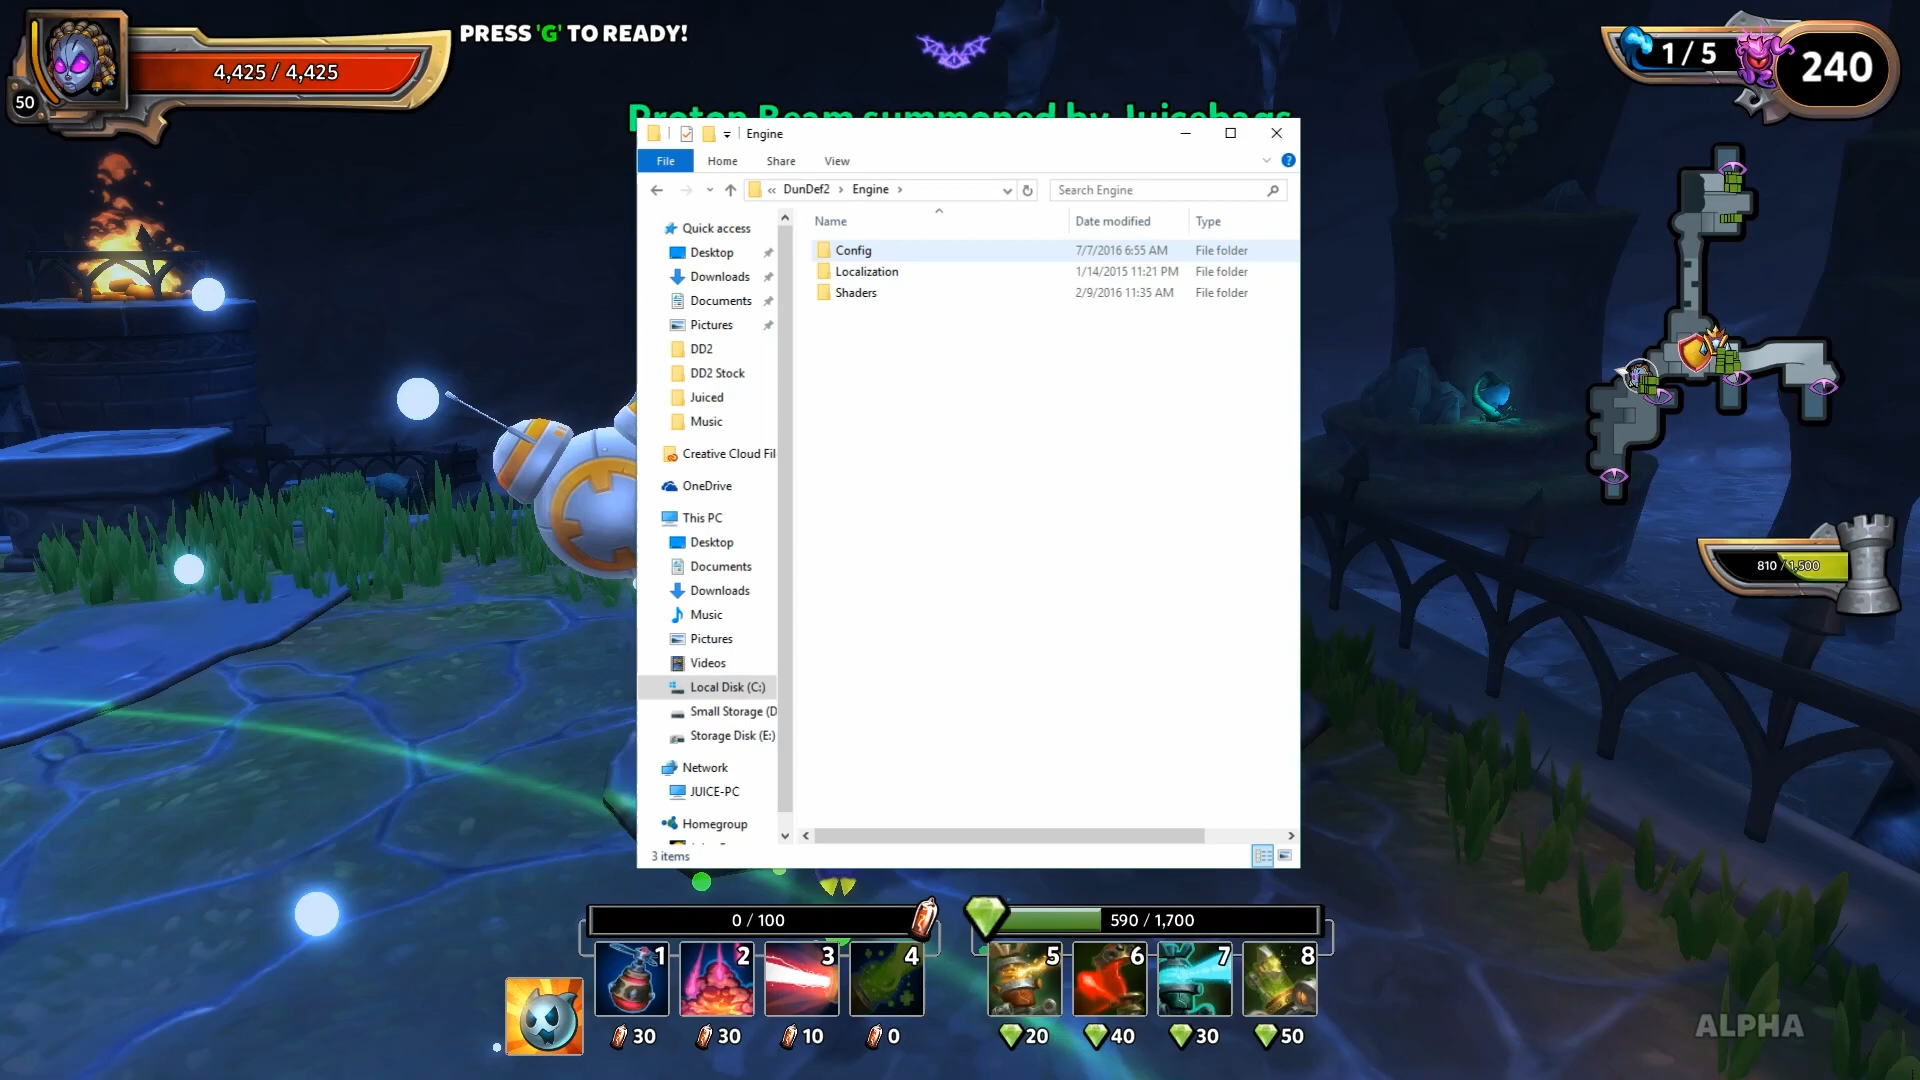 PRESS 'G' TO READY!
4,425 / 4,425
50
1 / 5
240
Proton Beam summoned by Juicebags
Engine
File
Home
Share
View
?
«
DunDef2
Engine
Search Engine
Name
Date modified
Type
Config
7/7/2016 6:55 AM
File folder
Localization
1/14/2015 11:21 PM
File folder
Shaders
2/9/2016 11:35 AM
File folder
Quick access
Desktop
Downloads
Documents
Pictures
DD2
DD2 Stock
Juiced
Music
Creative Cloud Fil
OneDrive
This PC
Desktop
Documents
Downloads
Music
Pictures
Videos
Local Disk (C:)
Small Storage (D
Storage Disk (E:)
Network
JUICE-PC
Homegroup
3 items
810 / 1,500
0 / 100
590 / 1,700
1
2
3
4
5
6
7
8
30
30
10
0
20
40
30
50
ALPHA